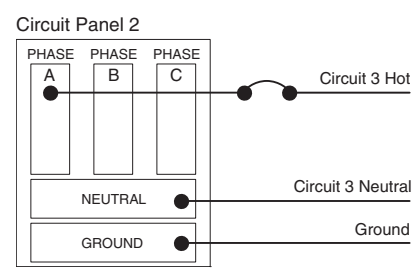 Circuit Panel 2
PHASE PHASE PHASE
A B C
Circuit 3 Hot
NEUTRAL
Circuit 3 Neutral
GROUND
Ground